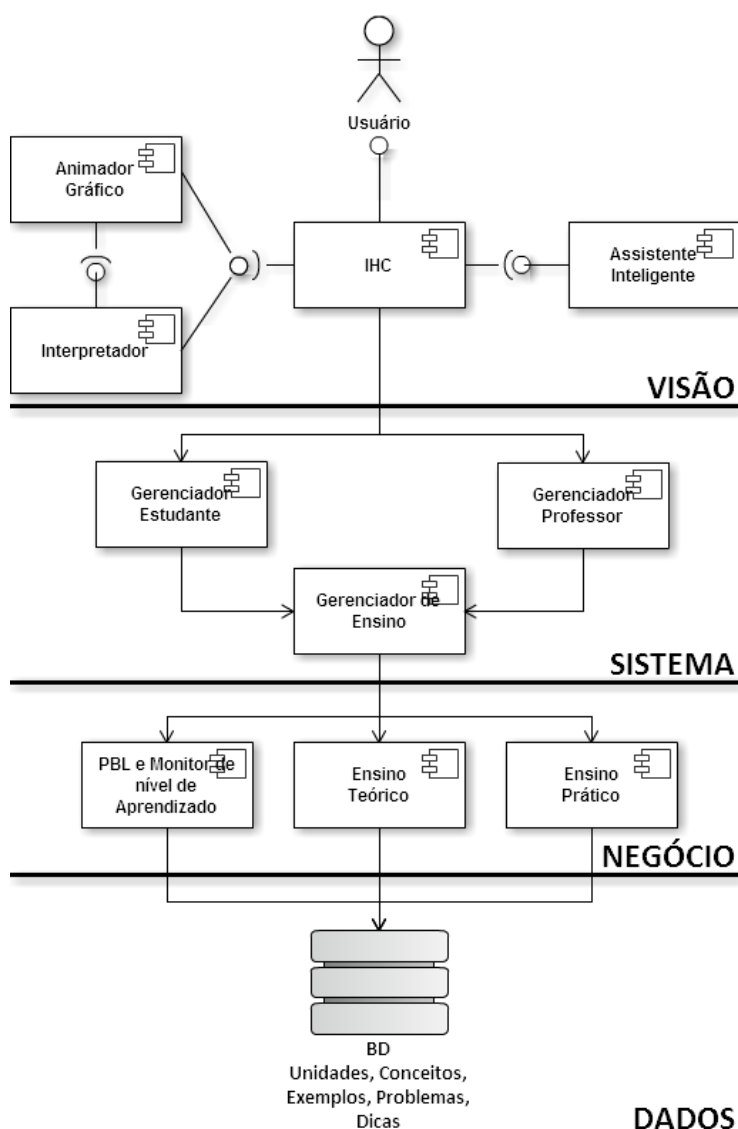 Usuário
Animador
Gráfico
IHC
Assistente
Inteligente
Interpretador
VISÃO
Gerenciador
Estudante
Gerenciador
Professor
Gerenciador de
Ensino
SISTEMA
PBL e Monitor de
nível de
Aprendizado
Ensino
Teórico
Ensino
Prático
NEGÓCIO
BD
Unidades, Conceitos,
Exemplos, Problemas,
Dicas
DADOS